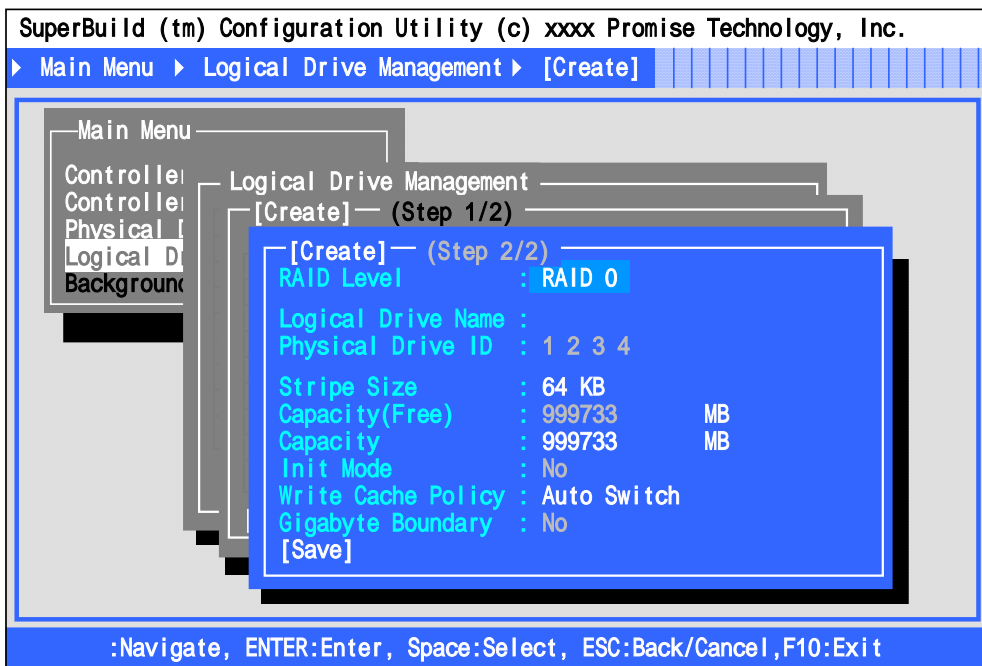 SuperBuild (tm) Configuration Utility (c) xxxx Promise Technology, Inc.
Main Menu Logical Drive Management [Create]
Main Menu
Controller
Controller
Physical D
Logical Dr
Background
Logical Drive Management
[Create] (Step 1/2)
[Create] (Step 2/2)
RAID Level : RAID 0
Logical Drive Name :
Physical Drive ID : 1 2 3 4
Stripe Size : 64 KB
Capacity(Free) : 999733 MB
Capacity : 999733 MB
Init Mode : No
Write Cache Policy : Auto Switch
Gigabyte Boundary : No
[Save]
:Navigate, ENTER:Enter, Space:Select, ESC:Back/Cancel,F10:Exit